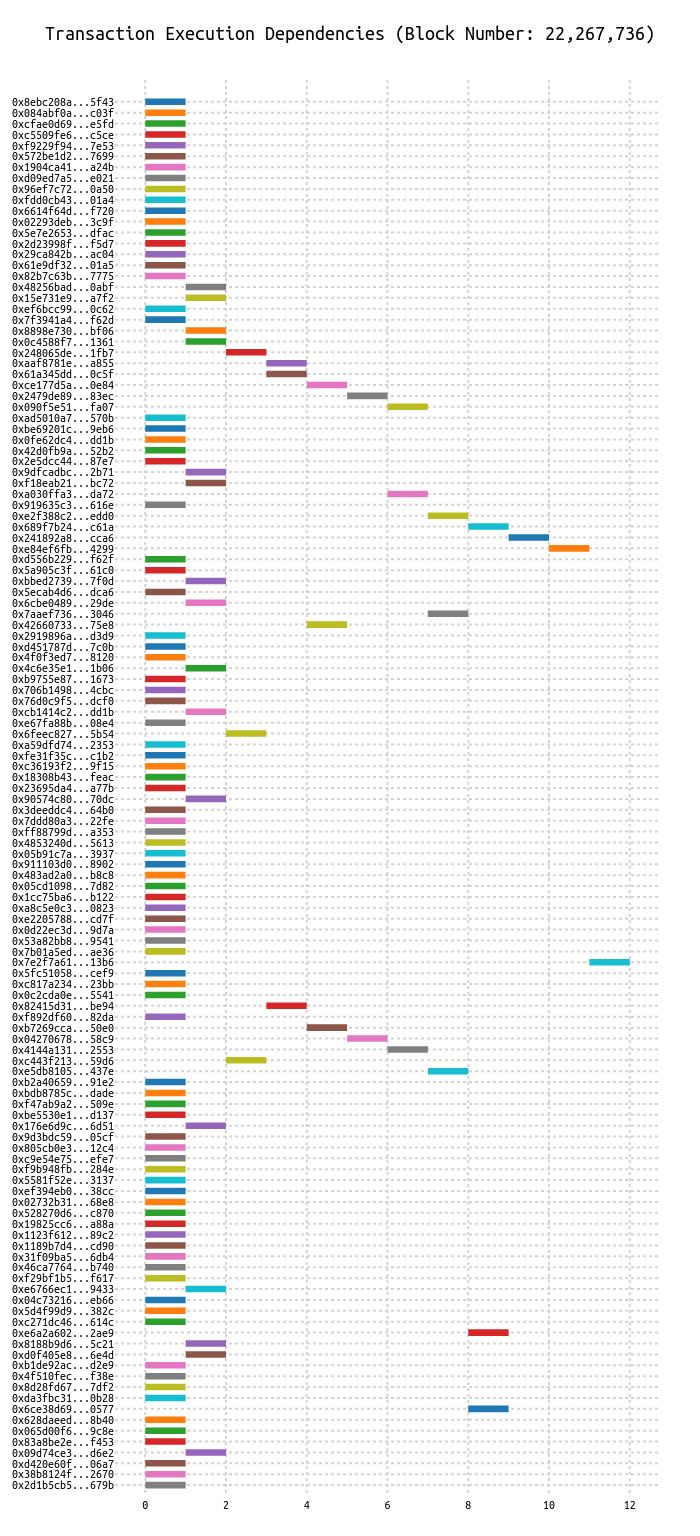 Transaction Execution Dependencies (Block Number: 22,267,736)
0x8ebc208a...5f43
0x084abf0a...c03f
0xcfae0d69...e5fd
0xc5509fe6...c5ce
0xf9229f94...7e53
0x572be1d2...7699
0x1904ca41...a24b
0xd09ed7a5...e021
0x96ef7c72...0a50
0xfdd0cb43...01a4
0x6614f64d...f720
0x02293deb...3c9f
0x5e7e2653...dfac
0x2d23998f...f5d7
0x29ca842b...ac04
0x61e9df32...01a5
0x82b7c63b...7775
0x48256bad...0abf
0x15e731e9...a7f2
0xef6bcc99...0c62
0x7f3941a4...f62d
0x8898e730...bf06
0x0c4588f7...1361
0x248065de...1fb7
0xaaf8781e...a855
0x61a345dd...0c5f
0xce177d5a...0e84
0x2479de89...83ec
0x090f5e51...fa07
0xad5010a7...570b
0xbe69201c...9eb6
0x0fe62dc4...dd1b
0x42d0fb9a...52b2
0x2e5dcc44...87e7
0x9dfcadbc...2b71
0xf18eab21...bc72
0xa030ffa3...da72
0x919635c3...616e
0xe2f388c2...edd0
0x689f7b24...c61a
0x241892a8...cca6
0xe84ef6fb...4299
0xd556b229...f62f
0x5a905c3f...61c0
0xbbed2739...7f0d
0x5ecab4d6...dca6
0x6cbe0489...29de
0x7aaef736...3046
0x42660733...75e8
0x2919896a...d3d9
0xd451787d...7c0b
0x4f0f3ed7...8120
0x4c6e35e1...1b06
0xb9755e87...1673
0x706b1498...4cbc
0x76d0c9f5...dcf0
0xcb1414c2...dd1b
0xe67fa88b...08e4
0x6feec827...5b54
0xa59dfd74...2353
0xfe31f35c...c1b2
0xc36193f2...9f15
0x18308b43...feac
0x23695da4...a77b
0x90574c80...70dc
0x3deeddc4...64b0
0x7ddd80a3...22fe
0xff88799d...a353
0x4853240d...5613
0x05b91c7a...3937
0x911103d0...8902
0x483ad2a0...b8c8
0x05cd1098...7d82
0x1cc75ba6...b122
0xa8c5e0c3...0823
0xe2205788...cd7f
0x0d22ec3d...9d7a
0x53a82bb8...9541
0x7b01a5ed...ae36
0x7e2f7a61...13b6
0x5fc51058...cef9
0xc817a234...23bb
0x0c2cda0e...5541
0x82415d31...be94
0xf892df60...82da
0xb7269cca...50e0
0x04270678...58c9
0x4144a131...2553
0xc443f213...59d6
0xe5db8105...437e
0xb2a40659...91e2
0xbdb8785c...dade
0xf47ab9a2...509e
0xbe5530e1...d137
0x176e6d9c...6d51
0x9d3bdc59...05cf
0x805cb0e3...12c4
0xc9e54e75...efe7
0xf9b948fb...284e
0x5581f52e...3137
0xef394eb0...38cc
0x02732b31...68e8
0x528270d6...c870
0x19825cc6...a88a
0x1123f612...89c2
0x1189b7d4...cd90
0x31f09ba5...6db4
0x46ca7764...b740
0xf29bf1b5...f617
0xe6766ec1...9433
0x04c73216...eb66
0x5d4f99d9...382c
0xc271dc46...614c
0xe6a2a602...2ae9
0x8188b9d6...5c21
0xd0f405e8...6e4d
0xb1de92ac...d2e9
0x4f510fec...f38e
0x8d28fd67...7df2
0xda3fbc31...0b28
0x6ce38d69...0577
0x628daeed...8b40
0x065d00f6...9c8e
0x83a8be2e...f453
0x09d74ce3...d6e2
0xd420e60f...06a7
0x38b8124f...2670
0x2d1b5cb5...679b
0 2 4 6 8 10 12